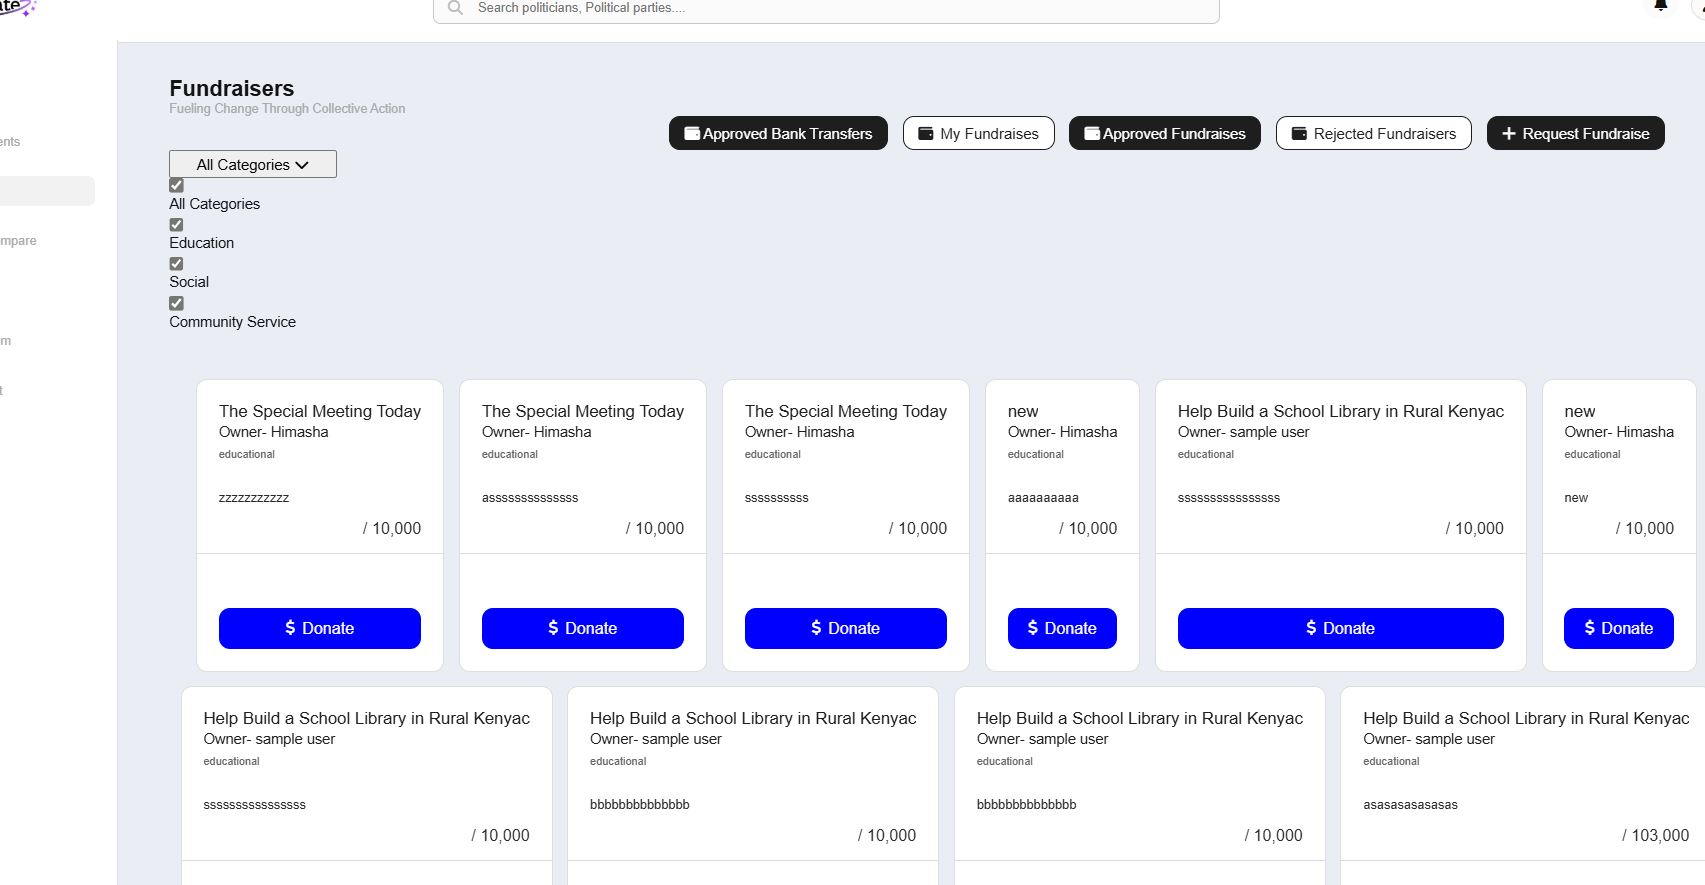 Search politicians, Political parties....
Fundraisers
Fueling Change Through Collective Action
Approved Bank Transfers My Fundraises Approved Fundraises Rejected Fundraisers Request Fundraise
All Categories
All Categories
Education
Social
Community Service
The Special Meeting Today The Special Meeting Today The Special Meeting Today new Help Build a School Library in Rural Kenyac new
Owner- Himasha Owner- Himasha Owner- Himasha Owner- Himasha Owner- sample user Owner- Himasha
educational educational educational educational educational educational
zzzzzzzzzzz asssssssssssssss ssssssssss aaaaaaaaaa ssssssssssssssss new
/ 10,000 / 10,000 / 10,000 / 10,000 / 10,000 / 10,000
$ Donate $ Donate $ Donate $ Donate $ Donate $ Donate
Help Build a School Library in Rural Kenyac Help Build a School Library in Rural Kenyac Help Build a School Library in Rural Kenyac Help Build a School Library in Rural Kenyac
Owner- sample user Owner- sample user Owner- sample user Owner- sample user
educational educational educational educational
ssssssssssssssss bbbbbbbbbbbbbb bbbbbbbbbbbbbb asasasasasasas
/ 10,000 / 10,000 / 10,000 / 103,000